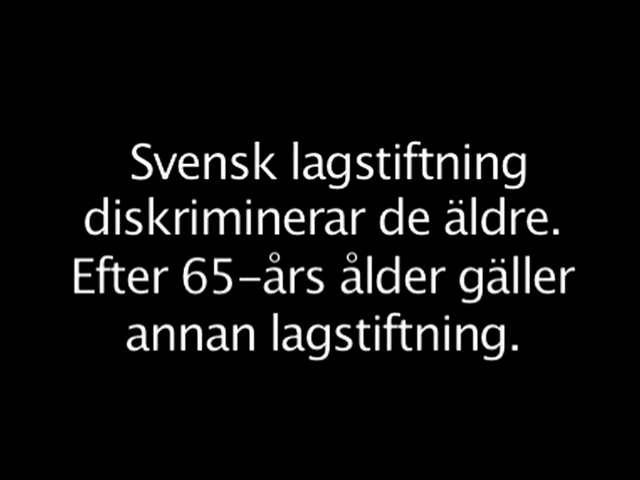 Svensk lagstiftning
diskriminerar de äldre.
Efter 65-års ålder gäller
annan lagstiftning.